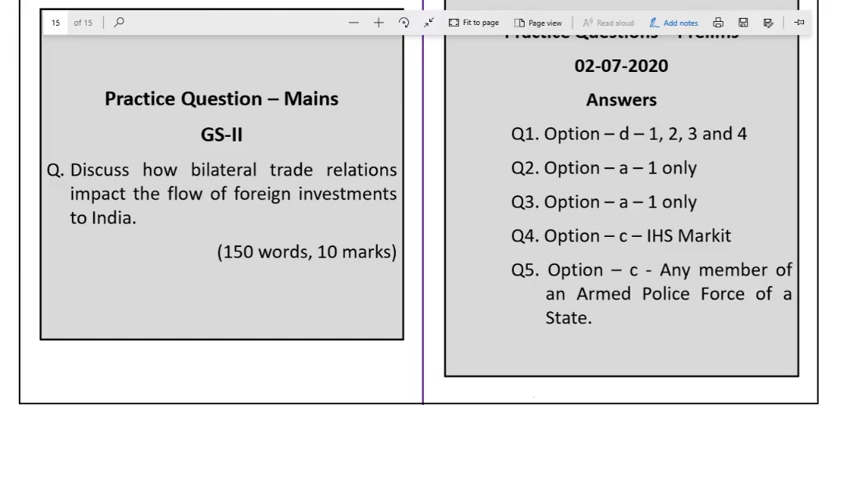 15 of 15 Fit to page Page view Read aloud Add notes
Practice Question – Mains
GS-II
Q. Discuss how bilateral trade relations
impact the flow of foreign investments
to India.
(150 words, 10 marks)
Practice Questions – Prelims
02-07-2020
Answers
Q1. Option – d – 1, 2, 3 and 4
Q2. Option – a – 1 only
Q3. Option – a – 1 only
Q4. Option – c – IHS Markit
Q5. Option – c - Any member of
an Armed Police Force of a
State.